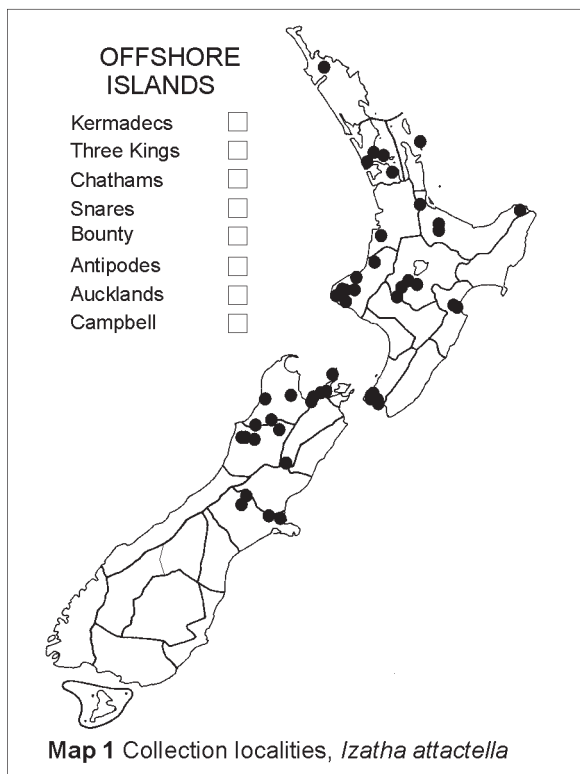 OFFSHORE
ISLANDS
Kermadecs
Three Kings
Chathams
Snares
Bounty
Antipodes
Aucklands
Campbell
Map 1 Collection localities, Izatha attactella